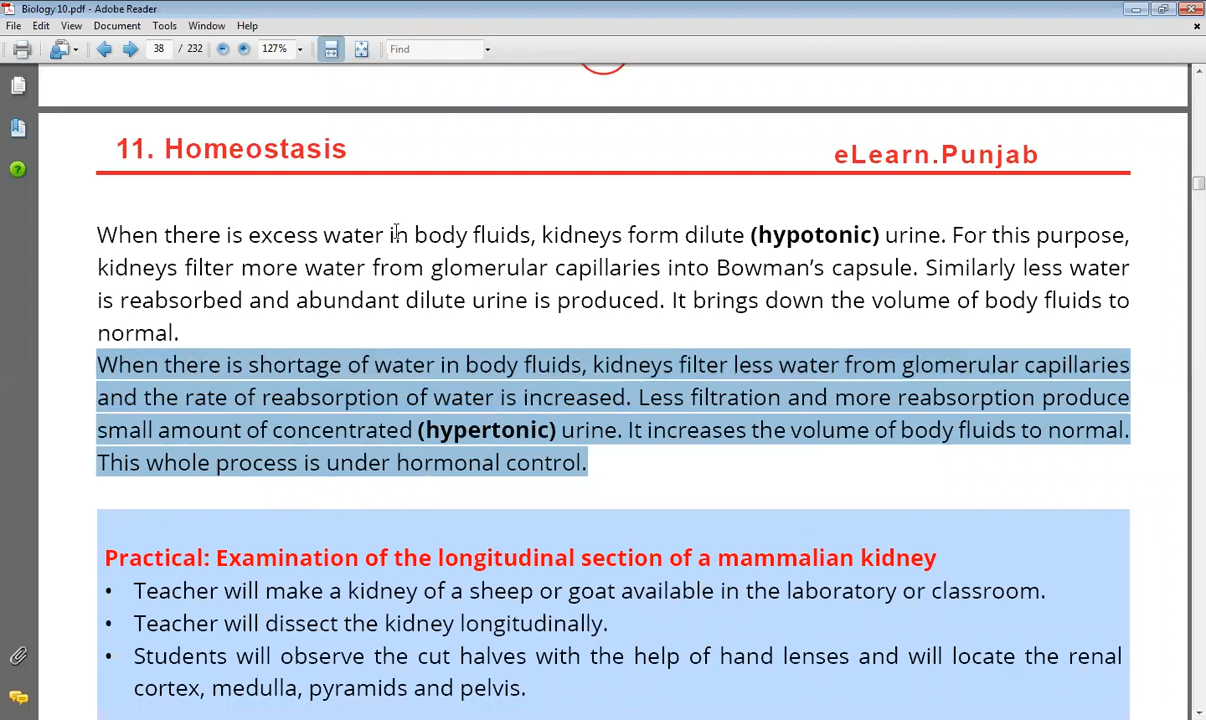 Biology 10.pdf - Adobe Reader
File Edit View Document Tools Window Help
38 / 232 127% Find
11. Homeostasis
eLearn.Punjab
When there is excess water in body fluids, kidneys form dilute (hypotonic) urine. For this purpose,
kidneys filter more water from glomerular capillaries into Bowman's capsule. Similarly less water
is reabsorbed and abundant dilute urine is produced. It brings down the volume of body fluids to
normal.
When there is shortage of water in body fluids, kidneys filter less water from glomerular capillaries
and the rate of reabsorption of water is increased. Less filtration and more reabsorption produce
small amount of concentrated (hypertonic) urine. It increases the volume of body fluids to normal.
This whole process is under hormonal control.
Practical: Examination of the longitudinal section of a mammalian kidney
• Teacher will make a kidney of a sheep or goat available in the laboratory or classroom.
• Teacher will dissect the kidney longitudinally.
• Students will observe the cut halves with the help of hand lenses and will locate the renal
cortex, medulla, pyramids and pelvis.